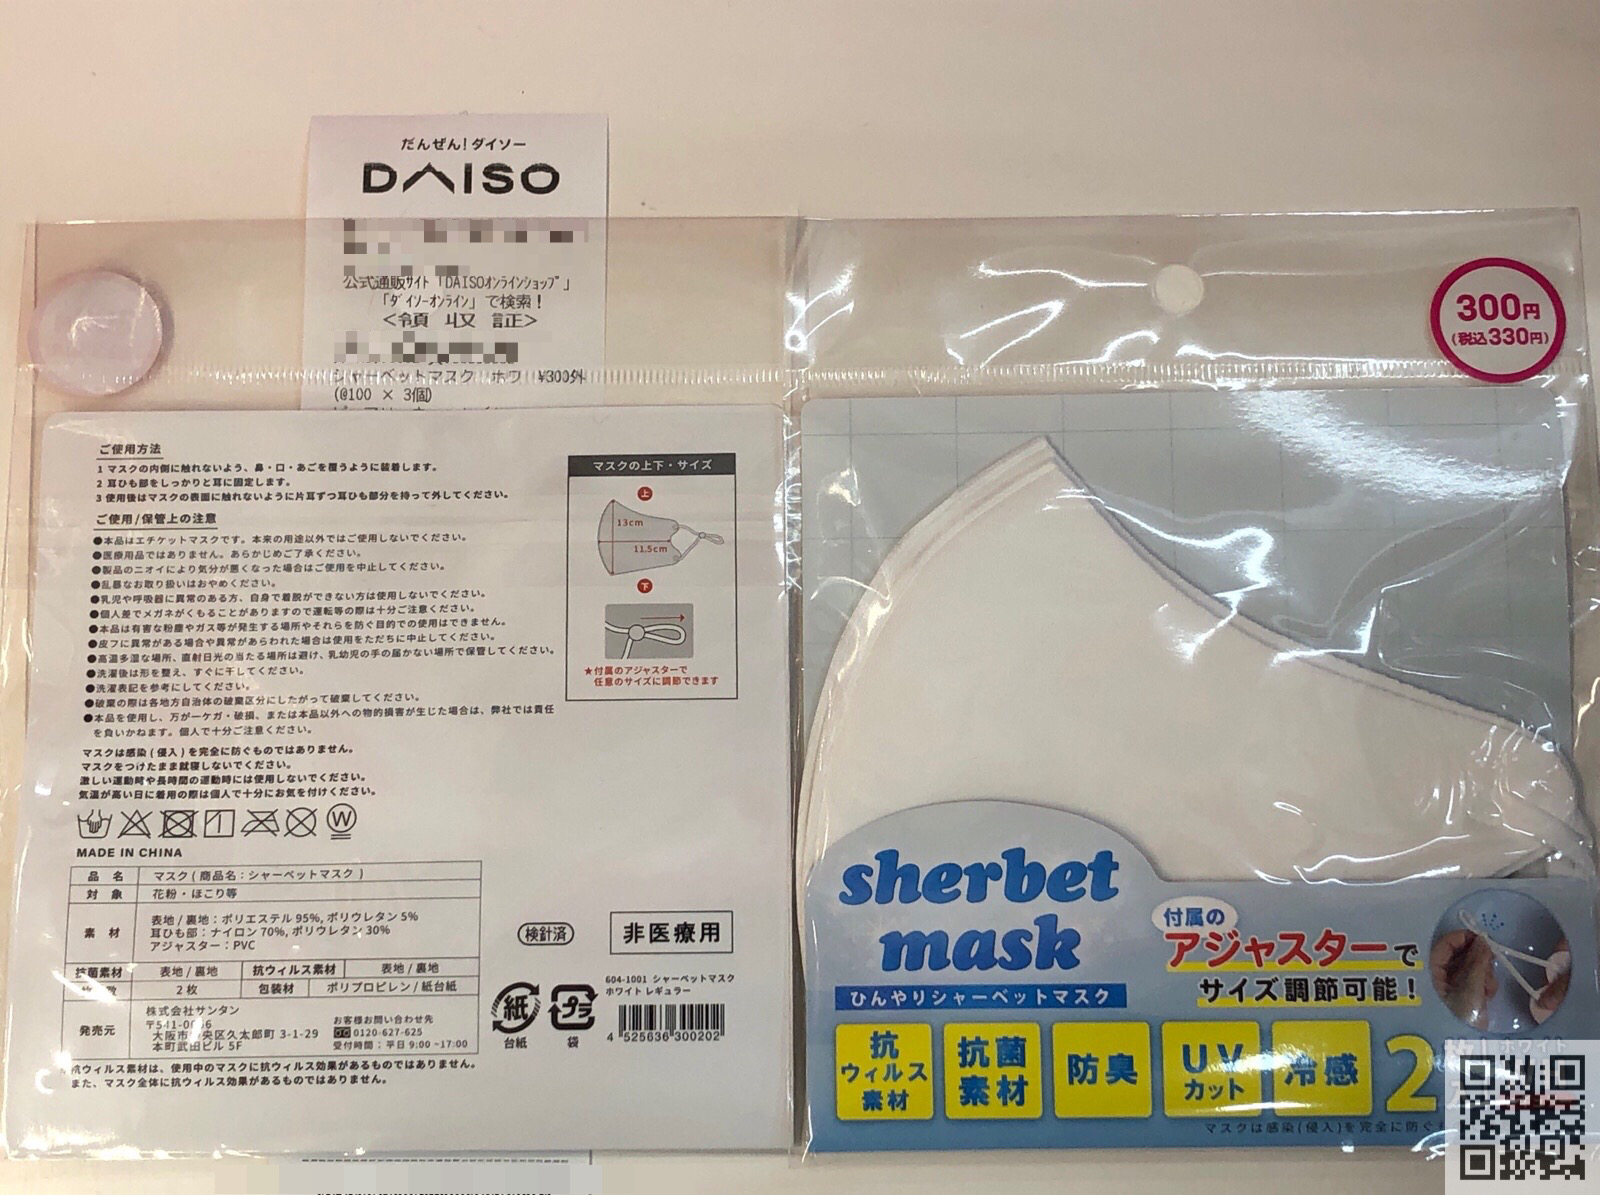 だんぜん！ダイソー
DAISO
公式通販サイト「DAISOオンラインショップ」
「ダイソーオンライン」で検索！
<領 収 証>
シャーベットマスク ホワ ¥300外
(@100 × 3個)
ご使用方法
1 マスクの内側に触れないよう、鼻・口・あごを覆うように装着します。
2 耳ひも部をしっかりと耳に固定します。
3 使用後はマスクの表面に触れないように片耳ずつ耳ひも部分を持って外してください。
ご使用/保管上の注意
●本品はエチケットマスクです。本来の用途以外ではご使用しないでください。
●医療用品ではありません。あらかじめご了承ください。
●製品のニオイにより気分が悪くなった場合はご使用を中止してください。
●乱暴なお取り扱いはおやめください。
●乳児や呼吸器に異常のある方、自身で着脱ができない方は使用しないでください。
●個人差でメガネがくもることがありますので運転等の際は十分ご注意ください。
●本品は有害な粉塵やガス等が発生する場所やそれらを防ぐ目的での使用はできません。
●皮フに異常がある場合や異常があらわれた場合は使用をただちに中止してください。
●高温多湿な場所、直射日光の当たる場所は避け、乳幼児の手の届かない場所で保管してください。
●洗濯後は形を整え、すぐに干してください。
●洗濯表記を参考にしてください。
●破棄の際は各地方自治体の破棄区分にしたがって破棄してください。
●本品を使用し、万が一ケガ・破損、または本品以外への物的損害が生じた場合は、弊社では責任
を負いかねます。個人で十分ご注意ください。
マスクは感染(侵入)を完全に防ぐものではありません。
マスクをつけたまま就寝しないでください。
激しい運動時や長時間の運動時には使用しないでください。
気温が高い日に着用の際は個人で十分にお気を付けください。
W
MADE IN CHINA
品 名 マスク(商品名：シャーベットマスク)
対 象 花粉・ほこり等
素 材 表地/裏地：ポリエステル95%, ポリウレタン5%
耳ひも部：ナイロン70%, ポリウレタン30%
アジャスター：PVC
抗菌素材 表地/裏地 抗ウィルス素材 表地/裏地
数 2枚 包装材 ポリプロピレン/紙台紙
発売元 株式会社サンタン
〒541-00
大阪市 央区久太郎町 3-1-29
本町武田ビル 5F
お客様お問い合わせ先
0120-627-625
受付時間：平日 9:00~17:00
抗ウィルス素材は、使用中のマスクに抗ウィルス効果があるものではありません。
また、マスク全体に抗ウィルス効果があるものではありません。
マスクの上下・サイズ
上
13cm
11.5cm
下
★付属のアジャスターで
任意のサイズに調節できます
検針済
非医療用
紙
台紙
プラ
袋
604-1001 シャーベットマスク
ホワイト レギュラー
4 525636 300202
300円
(税込330円)
sherbet
mask
ひんやりシャーベットマスク
付属の
アジャスターで
サイズ調節可能！
抗
ウィルス
素材
抗菌
素材
防臭
UV
カット
冷感
2
ホワイト
マスクは感染(侵入)を完全に防ぐ